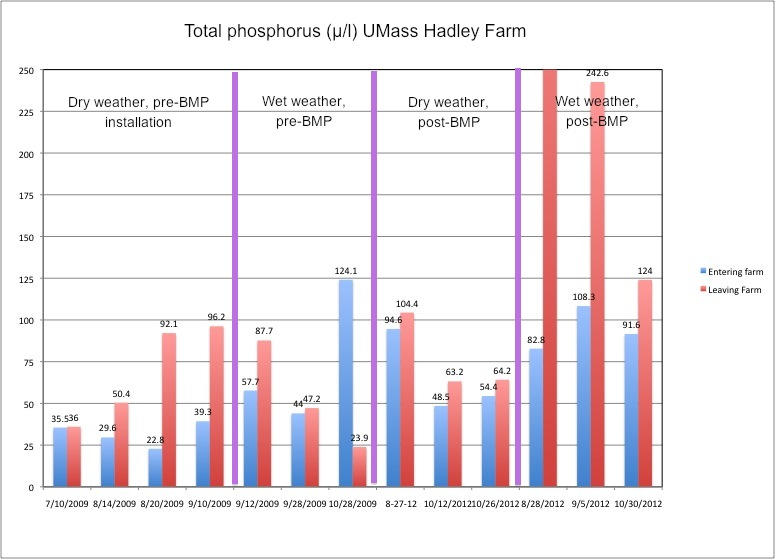 Total phosphorus (µ/l) UMass Hadley Farm
250
225
200
175
150
125
100
75
50
25
0
Dry weather, pre-BMP
installation
Wet weather,
pre-BMP
Dry weather,
post-BMP
Wet weather,
post-BMP
35.5 36
29.6 50.4
22.8 92.1
39.3 96.2
57.7 87.7
44 47.2
124.1 23.9
94.6 104.4
48.5 63.2
54.4 64.2
82.8
108.3 242.6
91.6 124
7/10/2009 8/14/2009 8/20/2009 9/10/2009 9/12/2009 9/28/2009 10/28/2009 8-27-12 10/12/2012 10/26/2012 8/28/2012 9/5/2012 10/30/2012
Entering farm
Leaving Farm